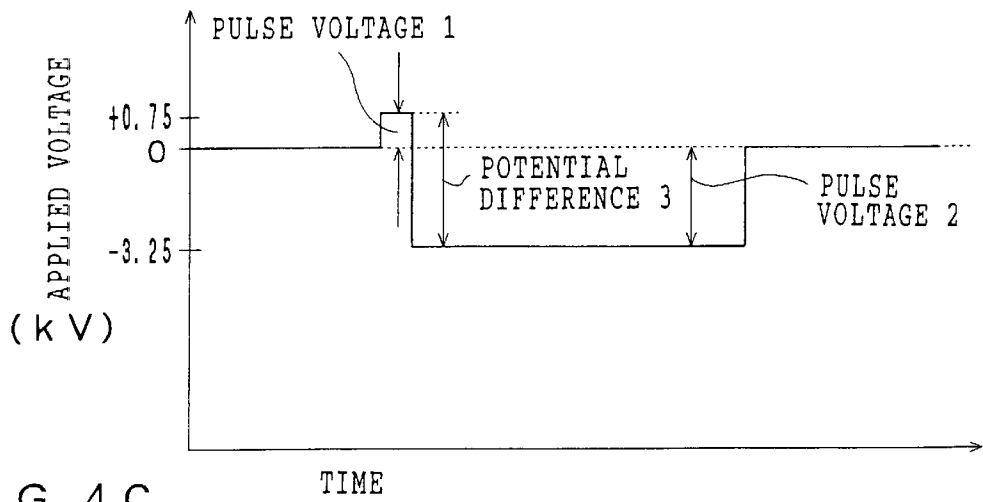 PULSE VOLTAGE 1
APPLIED VOLTAGE
+0.75
0
POTENTIAL
DIFFERENCE 3
PULSE
VOLTAGE 2
-3.25
(kV)
TIME
G. 4C